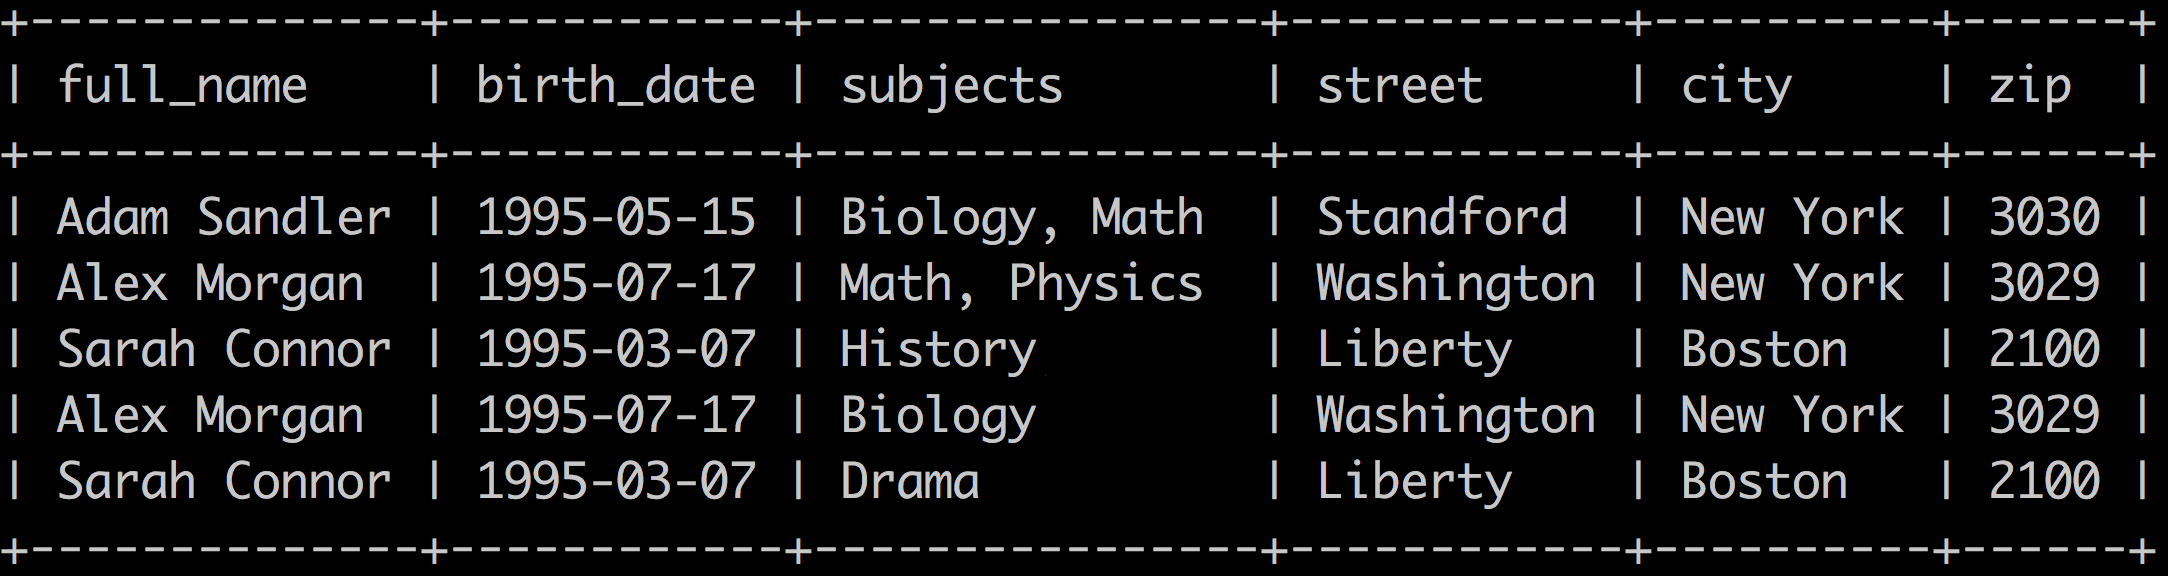 +--------------+------------+----------------+------------+----------+------+
| full_name    | birth_date | subjects       | street     | city     | zip  |
+--------------+------------+----------------+------------+----------+------+
| Adam Sandler | 1995-05-15 | Biology, Math  | Standford  | New York | 3030 |
| Alex Morgan  | 1995-07-17 | Math, Physics  | Washington | New York | 3029 |
| Sarah Connor | 1995-03-07 | History        | Liberty    | Boston   | 2100 |
| Alex Morgan  | 1995-07-17 | Biology        | Washington | New York | 3029 |
| Sarah Connor | 1995-03-07 | Drama          | Liberty    | Boston   | 2100 |
+--------------+------------+----------------+------------+----------+------+